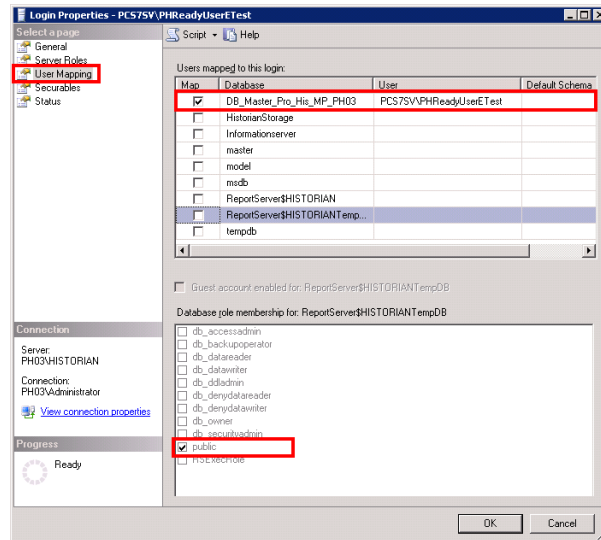 Login Properties - PCS7SV\PHReadyUserETest
Select a page
General
Server Roles
User Mapping
Securables
Status
Script Help
Users mapped to this login:
Map Database User Default Schema
DB_Master_Pro_His_MP_PH03 PCS7SV\PHReadyUserETest
HistorianStorage
Informationserver
master
model
msdb
ReportServer$HISTORIAN
ReportServer$HISTORIANTemp...
tempdb
Guest account enabled for: ReportServer$HISTORIANTempDB
Database role membership for: ReportServer$HISTORIANTempDB
db_accessadmin
db_backupoperator
db_datareader
db_datawriter
db_ddladmin
db_denydatareader
db_denydatawriter
db_owner
db_securityadmin
public
RSExecRole
Connection
Server:
PH03\HISTORIAN
Connection:
PH03\Administrator
View connection properties
Progress
Ready
OK Cancel